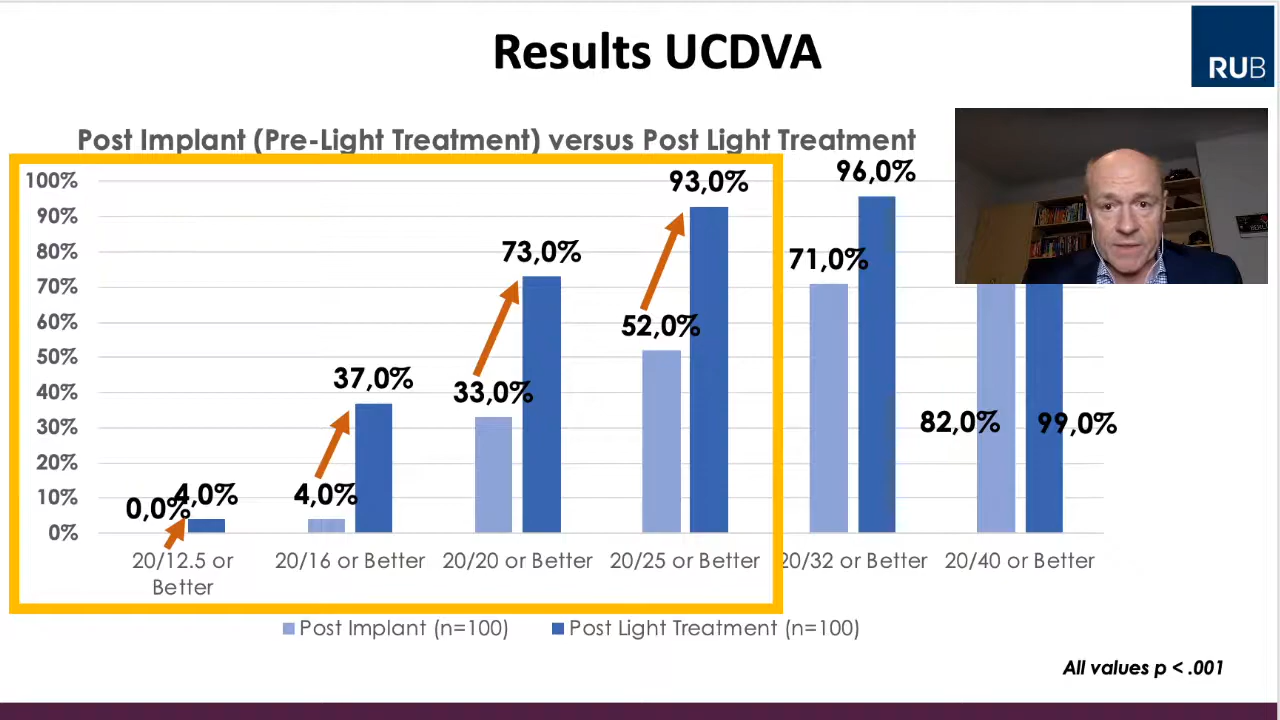 Results UCDVA
RUB
Post Implant (Pre-Light Treatment) versus Post Light Treatment
100%
90%
80%
70%
60%
50%
40%
30%
20%
10%
0%
0,0%
4,0%
4,0%
37,0%
33,0%
73,0%
52,0%
93,0%
71,0%
96,0%
82,0%
99,0%
20/12.5 or
Better
20/16 or Better
20/20 or Better
20/25 or Better
20/32 or Better
20/40 or Better
Post Implant (n=100)
Post Light Treatment (n=100)
All values p < .001